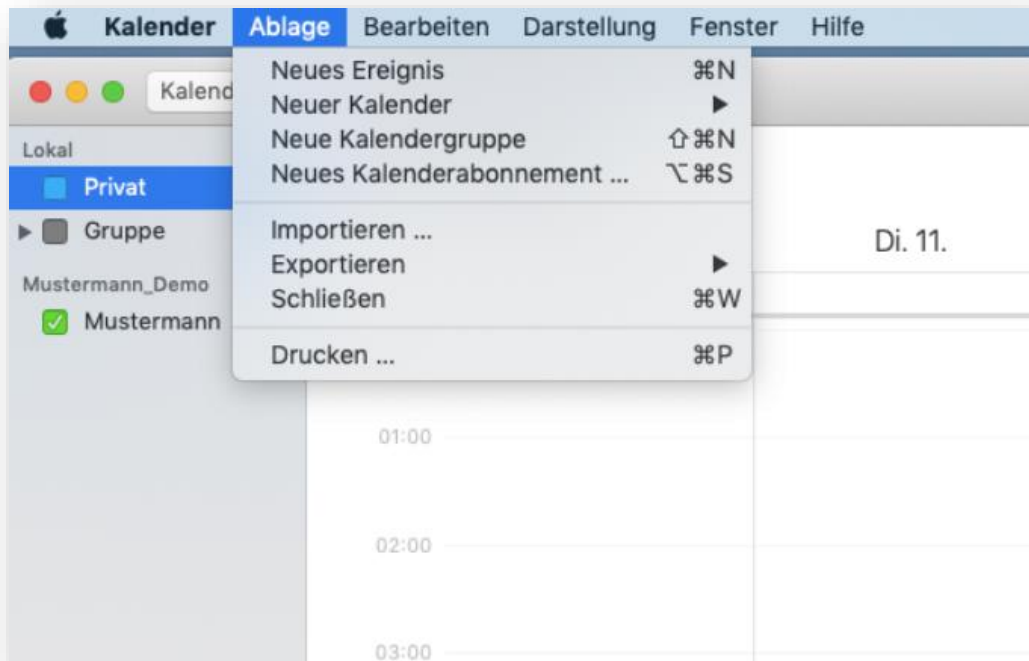 Kalender Ablage Bearbeiten Darstellung Fenster Hilfe
Kalend
Lokal
Privat
Gruppe
Mustermann_Demo
Mustermann
Neues Ereignis ⌘N
Neuer Kalender ▶
Neue Kalendergruppe ⇧⌘N
Neues Kalenderabonnement ... ⌥⌘S
Importieren ...
Exportieren ▶
Schließen ⌘W
Drucken ... ⌘P
Di. 11.
01:00
02:00
03:00